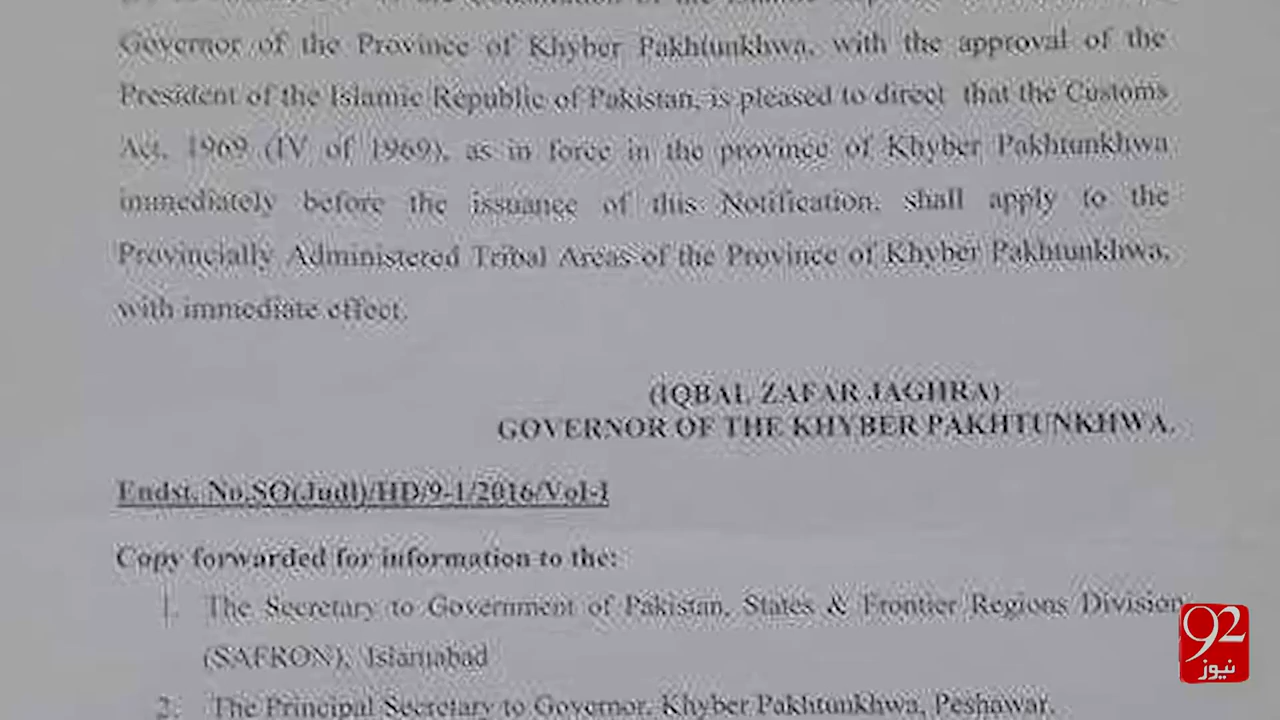 Governor of the Province of Khyber Pakhtunkhwa, with the approval of the
President of the Islamic Republic of Pakistan, is pleased to direct that the Customs
Act, 1969 (IV of 1969), as in force in the province of Khyber Pakhtunkhwa
immediately before the issuance of this Notification, shall apply to the
Provincially Administered Tribal Areas of the Province of Khyber Pakhtunkhwa,
with immediate effect.
(IQBAL ZAFAR JAGHRA)
GOVERNOR OF THE KHYBER PAKHTUNKHWA.
Endst. No.SO(Judl)/HD/9-1/2016/Vol-I
Copy forwarded for information to the:
1. The Secretary to Government of Pakistan, States & Frontier Regions Division
(SAFRON), Islamabad
2. The Principal Secretary to Governor, Khyber Pakhtunkhwa, Peshawar.
92
نیوز